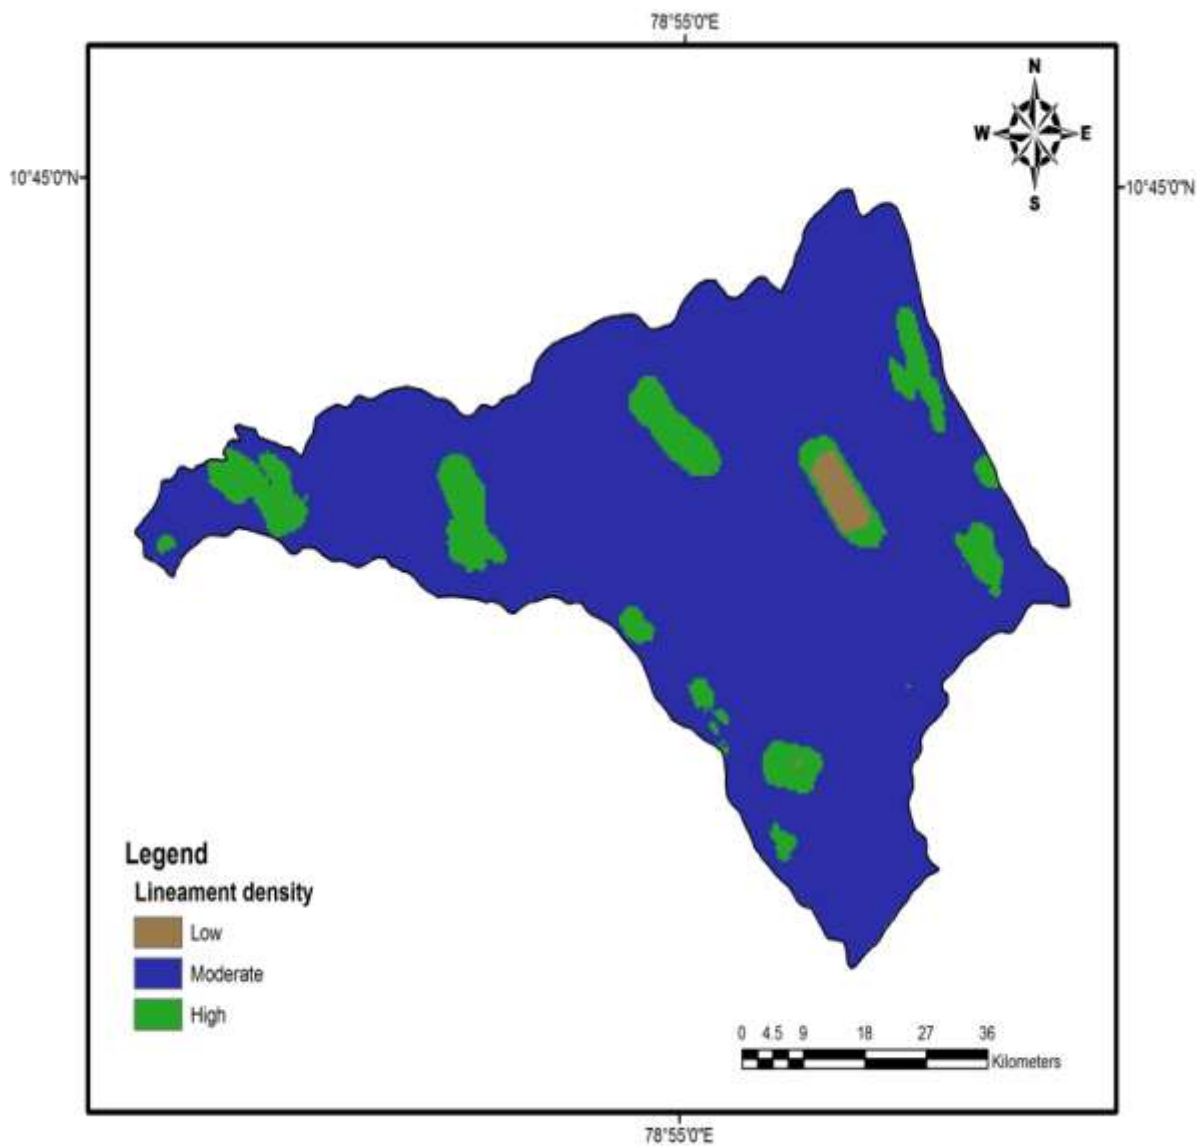 78°55'0"E
N
W E
S
10°45'0"N
10°45'0"N
Legend
Lineament density
Low
Moderate
High
0 4.5 9 18 27 36
Kilometers
78°55'0"E